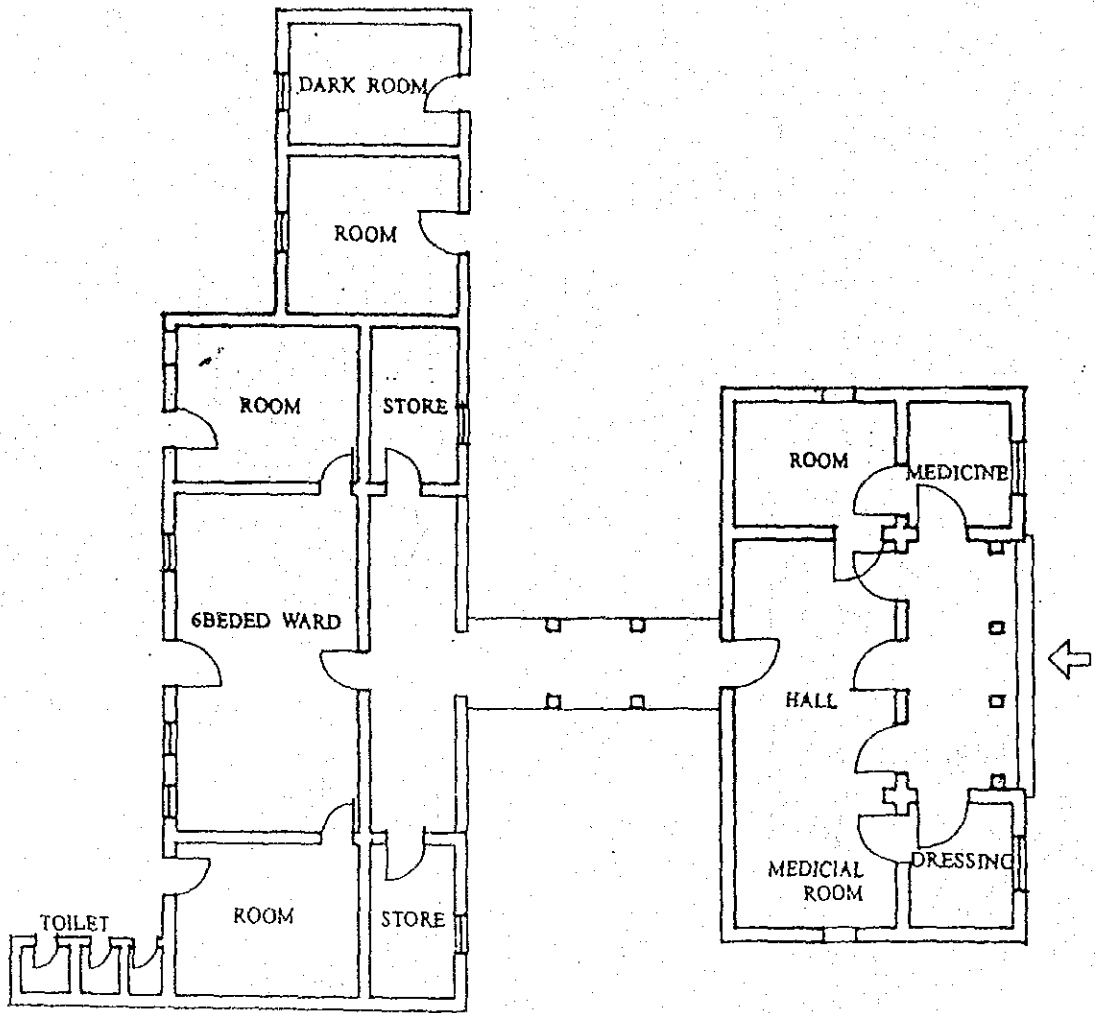 DARK ROOM
ROOM
ROOM
STORE
ROOM
MEDICINE
6BEDED WARD
HALL
MEDICIAL
ROOM
DRESSING
ROOM
STORE
TOILET